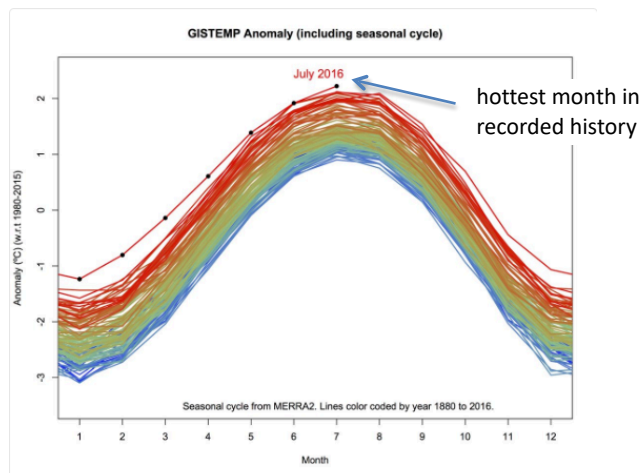 GISTEMP Anomaly (including seasonal cycle)
July 2016
hottest month in
recorded history
Anomaly (ºC) (w.r.t 1980-2015)
2
1
0
-1
-2
-3
Seasonal cycle from MERRA2. Lines color coded by year 1880 to 2016.
1 2 3 4 5 6 7 8 9 10 11 12
Month